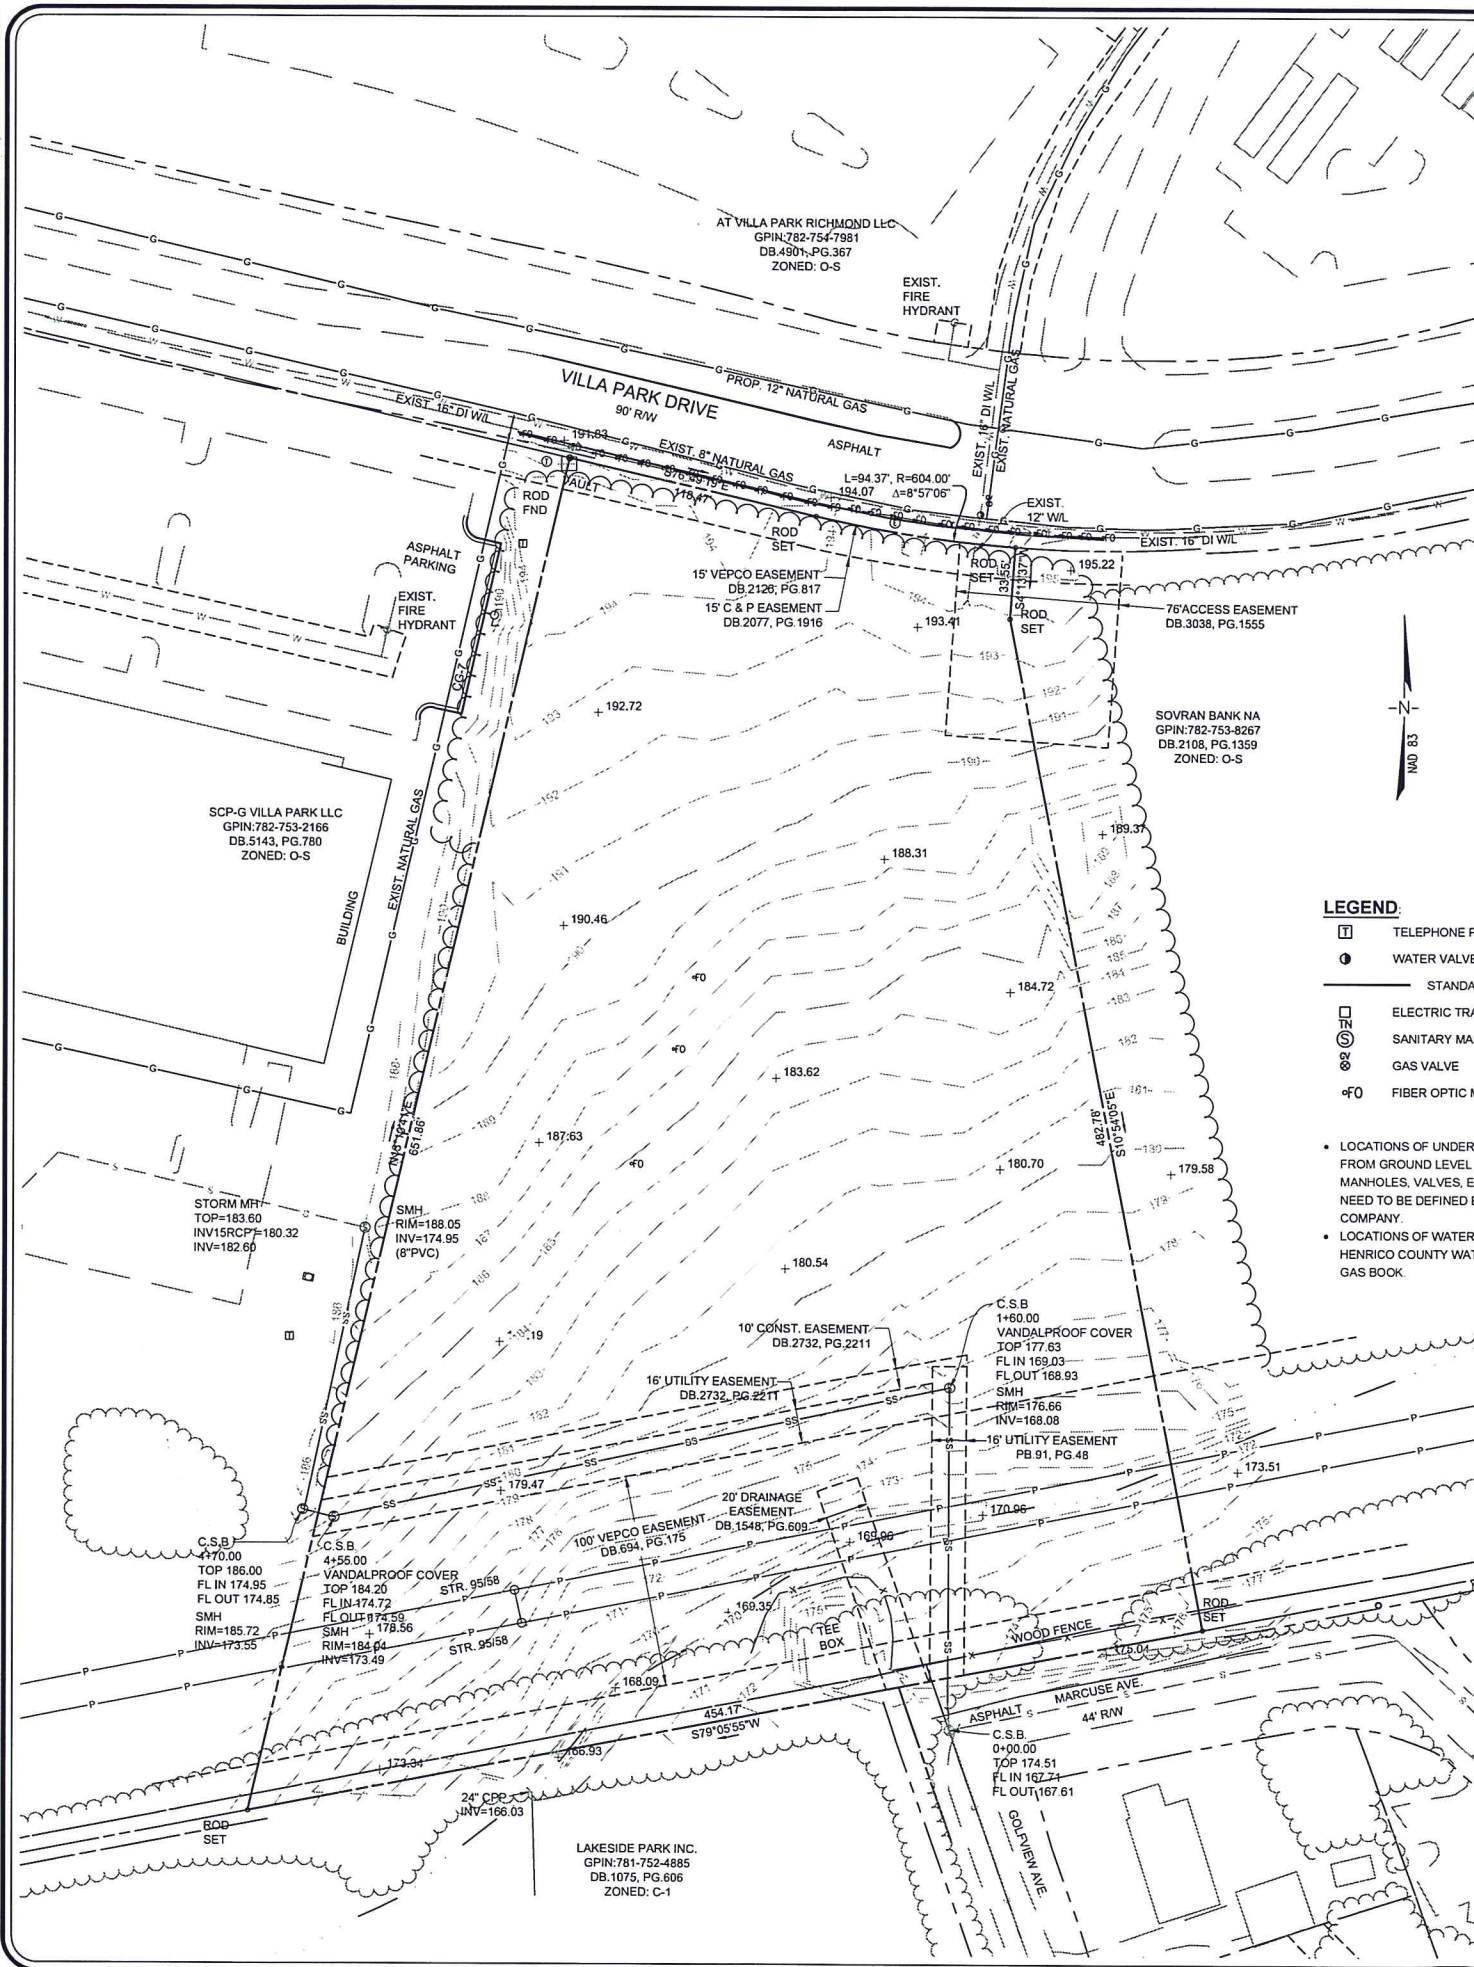 AT VILLA PARK RICHMOND LLC
GPIN:782-754-7981
DB.4901, PG.367
ZONED: O-S
EXIST.
FIRE
HYDRANT
VILLA PARK DRIVE
90' R/W
PROP. 12" NATURAL GAS
ASPHALT
EXIST. 16" DI W/L
EXIST. 8" NATURAL GAS
EXIST. 16" DI W/L
EXIST. NATURAL GAS
191.83
VAULT
S76°49'19"E
118.47'
L=94.37', R=604.00'
Δ=8°57'06"
194.07
EXIST.
12" W/L
EXIST. 16" DI W/L
ROD
FND
ROD
SET
ROD
SET
33.55'
S4°13'37"W
195.22
ROD
SET
15' VEPCO EASEMENT
DB.2126, PG.817
15' C & P EASEMENT
DB.2077, PG.1916
193.41
76'ACCESS EASEMENT
DB.3038, PG.1555
ASPHALT
PARKING
EXIST.
FIRE
HYDRANT
CG-7
192.72
SOVRAN BANK NA
GPIN:782-753-8267
DB.2108, PG.1359
ZONED: O-S
-N-
NAD 83
SCP-G VILLA PARK LLC
GPIN:782-753-2166
DB.5143, PG.780
ZONED: O-S
BUILDING
EXIST. NATURAL GAS
189.37
188.31
190.46
184.72
183.62
187.63
180.70
179.58
180.54
482.78'
S10°54'05"E
651.86'
LEGEND:
T TELEPHONE
WATER VALVE
STANDA
TN ELECTRIC TRA
S SANITARY MA
GV GAS VALVE
FO FIBER OPTIC M
• LOCATIONS OF UNDER
FROM GROUND LEVEL
MANHOLES, VALVES, E
NEED TO BE DEFINED
COMPANY.
• LOCATIONS OF WATER
HENRICO COUNTY WAT
GAS BOOK.
STORM MH
TOP=183.60
INV15RCP=180.32
INV=182.60
SMH
RIM=188.05
INV=174.95
(8"PVC)
10' CONST. EASEMENT
DB.2732, PG.2211
16' UTILITY EASEMENT
DB.2732, PG.2211
C.S.B
1+60.00
VANDALPROOF COVER
TOP 177.63
FL IN 169.03
FL OUT 168.93
SMH
RIM=176.66
INV=168.08
16' UTILITY EASEMENT
PB.91, PG.48
179.47
20' DRAINAGE
EASEMENT
DB.1548, PG.609
100' VEPCO EASEMENT
DB.694, PG.175
173.51
170.96
169.96
C.S.B
4+70.00
TOP 186.00
FL IN 174.95
FL OUT 174.85
SMH
RIM=185.72
INV=173.55
C.S.B.
4+55.00
VANDALPROOF COVER
TOP 184.20
FL IN 174.72
FL OUT 174.59
SMH
RIM=184.04
INV=173.49
178.56
STR. 95/58
STR. 95/58
169.35
TEE
BOX
WOOD FENCE
ROD
SET
175.01
168.09
454.17'
S79°05'55"W
ASPHALT
MARCUSE AVE.
44' R/W
C.S.B.
0+00.00
TOP 174.51
FL IN 167.71
FL OUT 167.61
GOLFVIEW AVE.
173.34
166.93
24" CPP
INV=166.03
ROD
SET
LAKESIDE PARK INC.
GPIN:781-752-4885
DB.1075, PG.606
ZONED: C-1